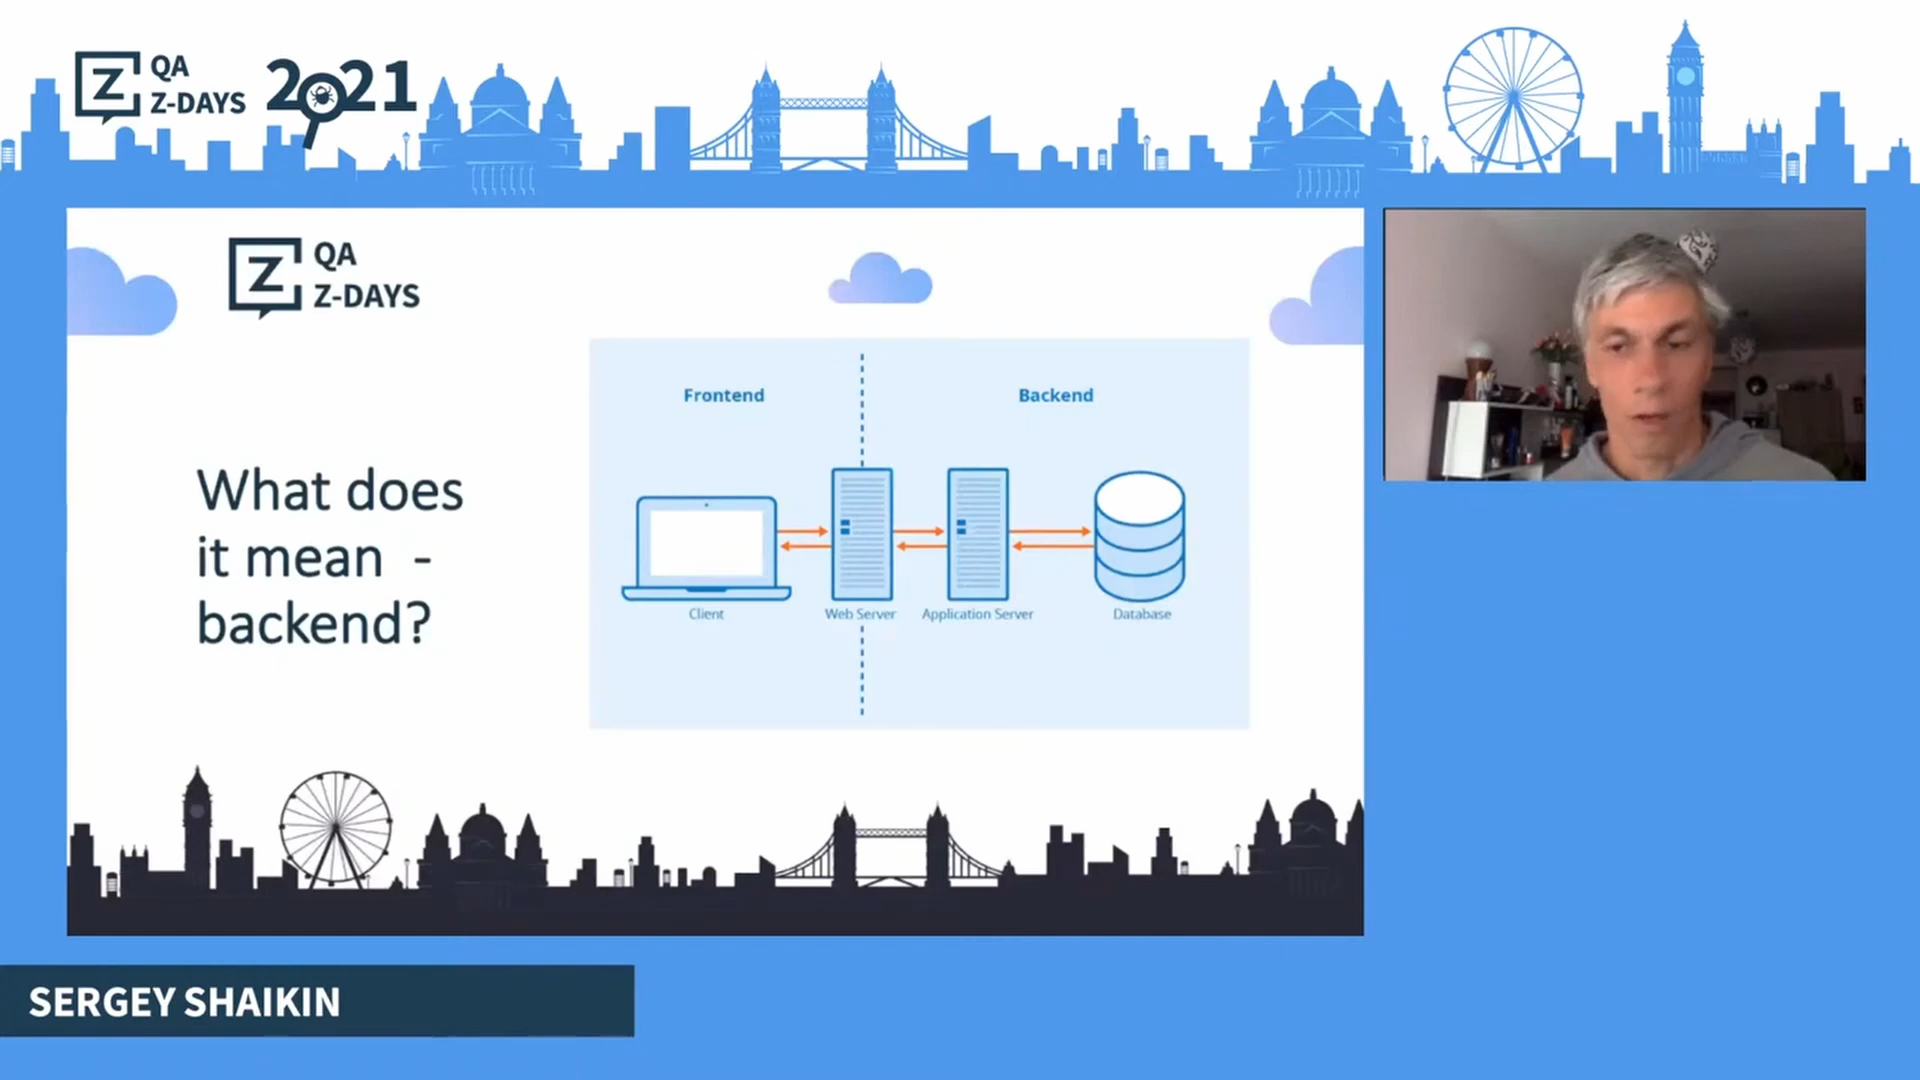 QA
Z-DAYS
2021
QA
Z-DAYS
What does
it mean  -
backend?
Frontend
Backend
Client
Web Server
Application Server
Database
SERGEY SHAIKIN